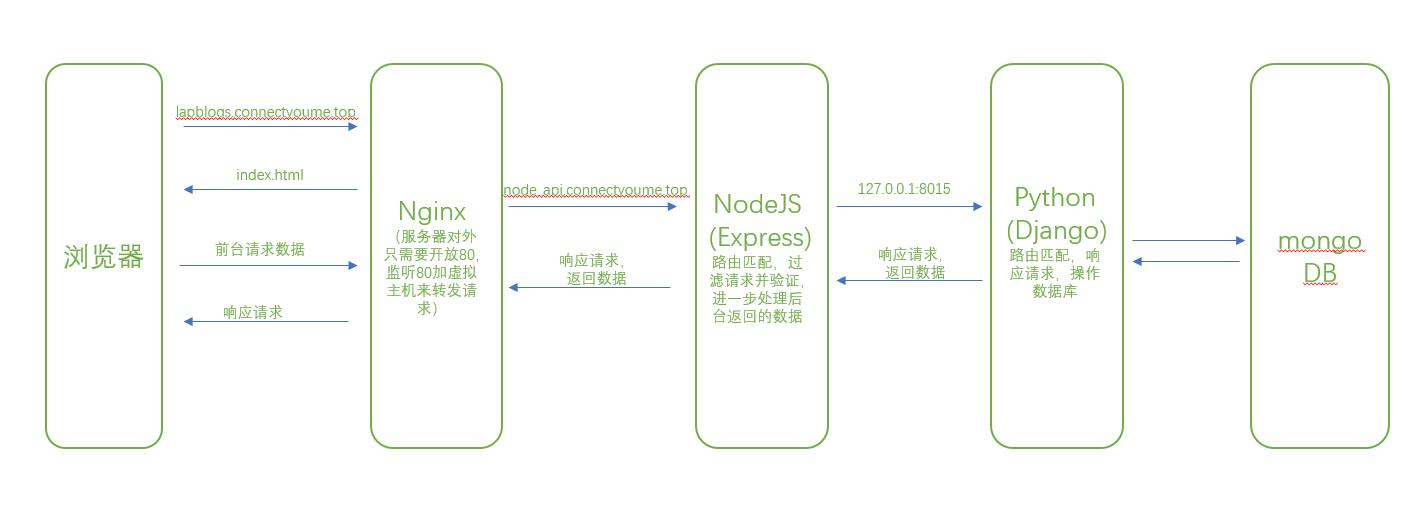 浏览器
lapblogs.connectyoume.top
index.html
前台请求数据
响应请求
Nginx
（服务器对外
只需要开放80，
监听80加虚拟
主机来转发请
求）
node_api.connectyoume.top
响应请求，
返回数据
NodeJS
(Express)
路由匹配，过
滤请求并验证，
进一步处理后
台返回的数据
127.0.0.1:8015
响应请求，
返回数据
Python
(Django)
路由匹配，响
应请求，操作
数据库
mongo
DB